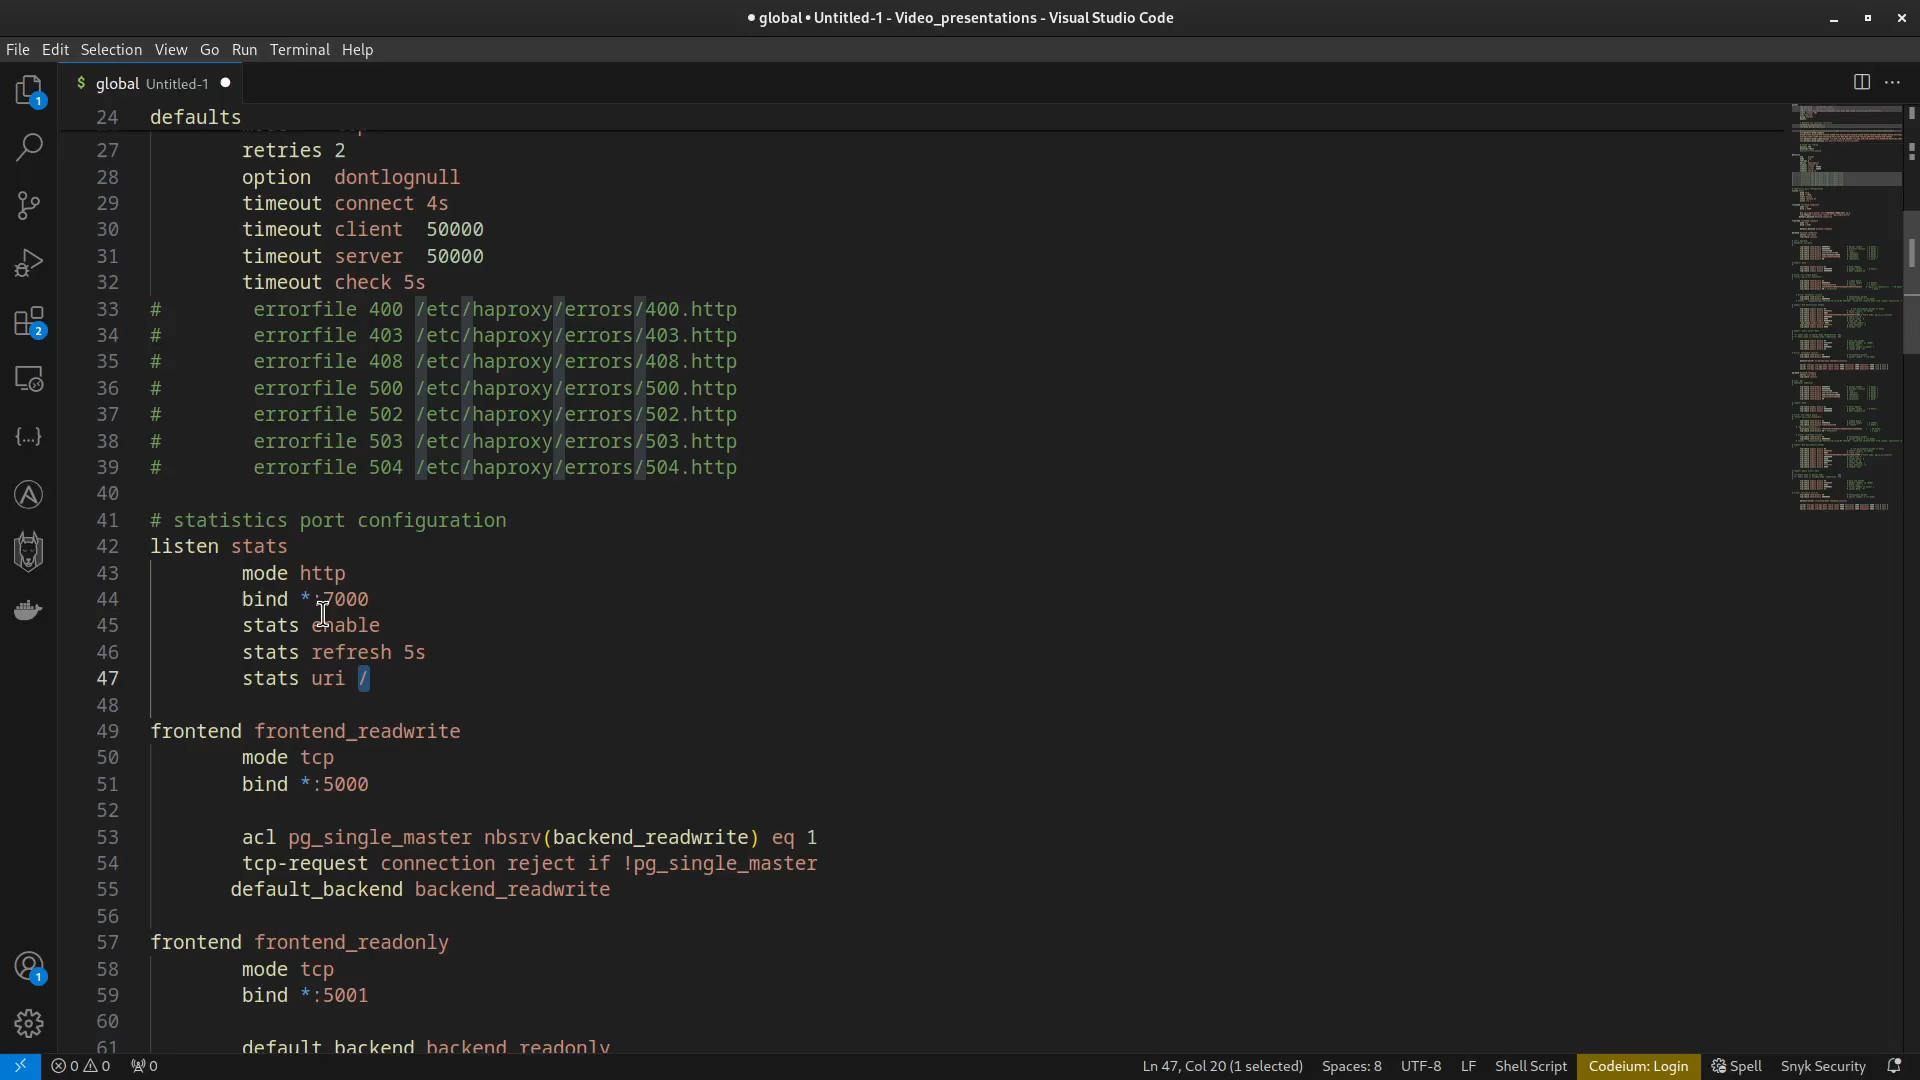 ● global • Untitled-1 - Video_presentations - Visual Studio Code
File Edit Selection View Go Run Terminal Help
$ global Untitled-1 ●
24 defaults
27 retries 2
28 option dontlognull
29 timeout connect 4s
30 timeout client 50000
31 timeout server 50000
32 timeout check 5s
33 # errorfile 400 /etc/haproxy/errors/400.http
34 # errorfile 403 /etc/haproxy/errors/403.http
35 # errorfile 408 /etc/haproxy/errors/408.http
36 # errorfile 500 /etc/haproxy/errors/500.http
37 # errorfile 502 /etc/haproxy/errors/502.http
38 # errorfile 503 /etc/haproxy/errors/503.http
39 # errorfile 504 /etc/haproxy/errors/504.http
40
41 # statistics port configuration
42 listen stats
43 mode http
44 bind *:7000
45 stats enable
46 stats refresh 5s
47 stats uri /
48
49 frontend frontend_readwrite
50 mode tcp
51 bind *:5000
52
53 acl pg_single_master nbsrv(backend_readwrite) eq 1
54 tcp-request connection reject if !pg_single_master
55 default_backend backend_readwrite
56
57 frontend frontend_readonly
58 mode tcp
59 bind *:5001
60
61 default_backend backend_readonly
1
2
1
0 0 0 Ln 47, Col 20 (1 selected) Spaces: 8 UTF-8 LF Shell Script Codeium: Login Spell Snyk Security